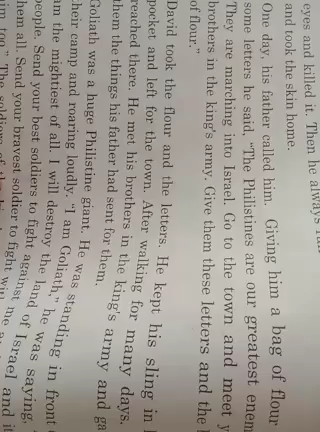 eyes and killed it. Then he always
and took the skin home.
One day, his father called him. Giving him a bag of flour
some letters he said, "The Philistines are our greatest
They are marching into Israel. Go to the town and meet
brothers in the king's army. Give them these letters and the
of flour."
David took the flour and the letters. He kept his sling in
pocket and left for the town. After walking for many days.
reached there. He met his brothers in the king's army and
them the things his father had sent for them.
Goliath was a huge Philistine giant. He was standing in front
their camp and roaring loudly. "I am Goliath," he was saying.
am the mightiest of all. I will destroy the land of Israel and
people. Send your best soldiers to fight against
them all. Send your bravest soldier to fight with me
The soldiers of